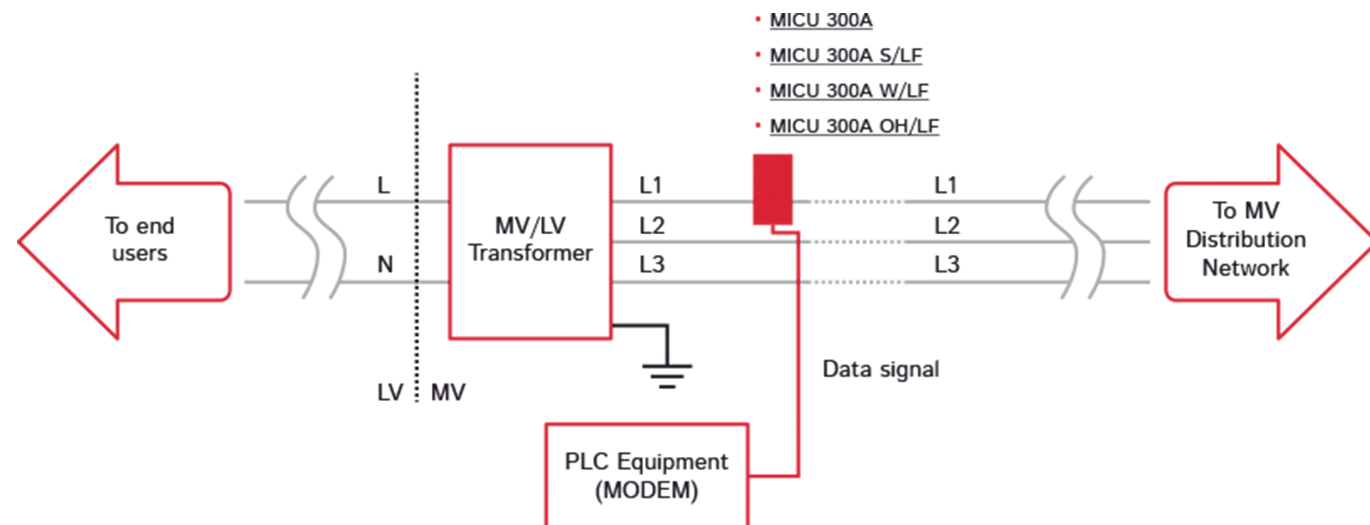 • MICU 300A
• MICU 300A S/LF
• MICU 300A W/LF
• MICU 300A OH/LF
To end
users
L
N
LV
MV
MV/LV
Transformer
L1
L2
L3
L1
L2
L3
To MV
Distribution
Network
Data signal
PLC Equipment
(MODEM)